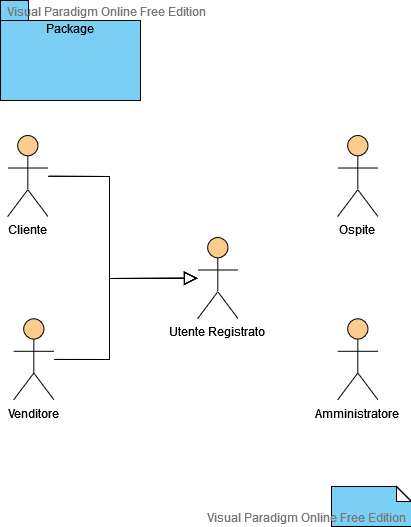 Visual Paradigm Online Free Edition
Package
Cliente
Ospite
Utente Registrato
Venditore
Amministratore
Visual Paradigm Online Free Edition